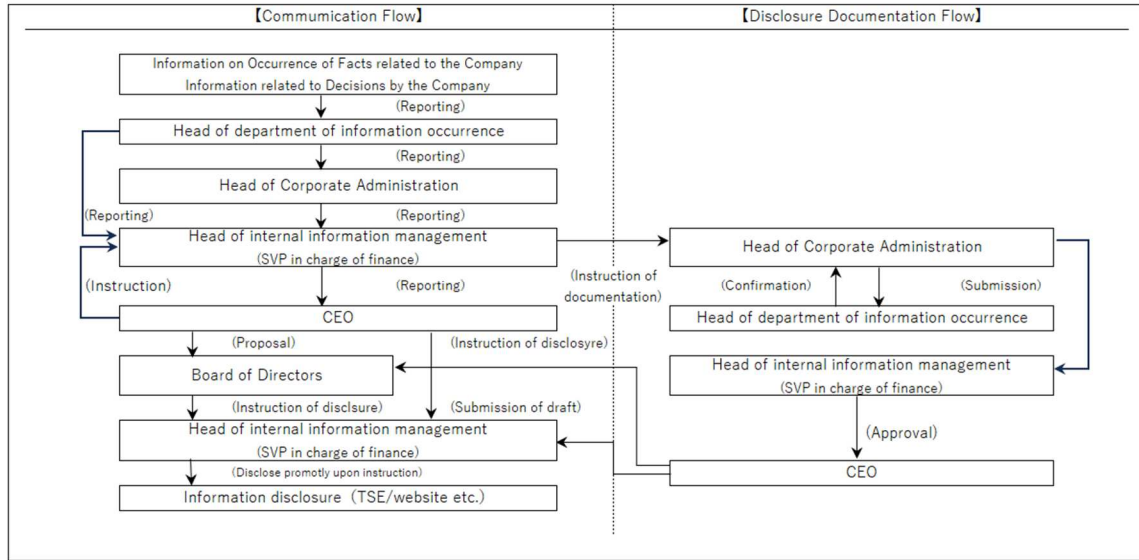 【Commumication Flow】
【Disclosure Documentation Flow】
Information on Occurrence of Facts related to the Company
Information related to Decisions by the Company
(Reporting)
Head of department of information occurrence
(Reporting)
Head of Corporate Administration
(Reporting)
(Reporting)
Head of internal information management
(SVP in charge of finance)
Head of Corporate Administration
(Instruction)
(Reporting)
(Instruction of
documentation)
(Confirmation)
(Submission)
CEO
Head of department of information occurrence
(Proposal)
(Instruction of disclosyre)
Board of Directors
Head of internal information management
(SVP in charge of finance)
(Instruction of disclsure)
(Submission of draft)
Head of internal information management
(SVP in charge of finance)
(Approval)
(Disclose promotly upon instruction)
CEO
Information disclosure（TSE/website etc.）